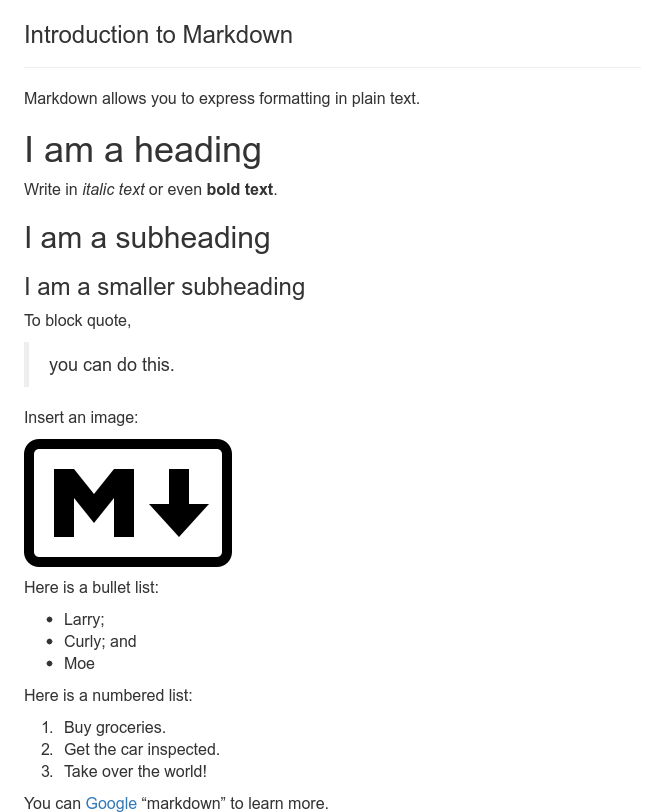 Introduction to Markdown
Markdown allows you to express formatting in plain text.
I am a heading
Write in italic text or even bold text.
I am a subheading
I am a smaller subheading
To block quote,
you can do this.
Insert an image:
M
Here is a bullet list:
• Larry;
• Curly; and
• Moe
Here is a numbered list:
1. Buy groceries.
2. Get the car inspected.
3. Take over the world!
You can Google “markdown” to learn more.